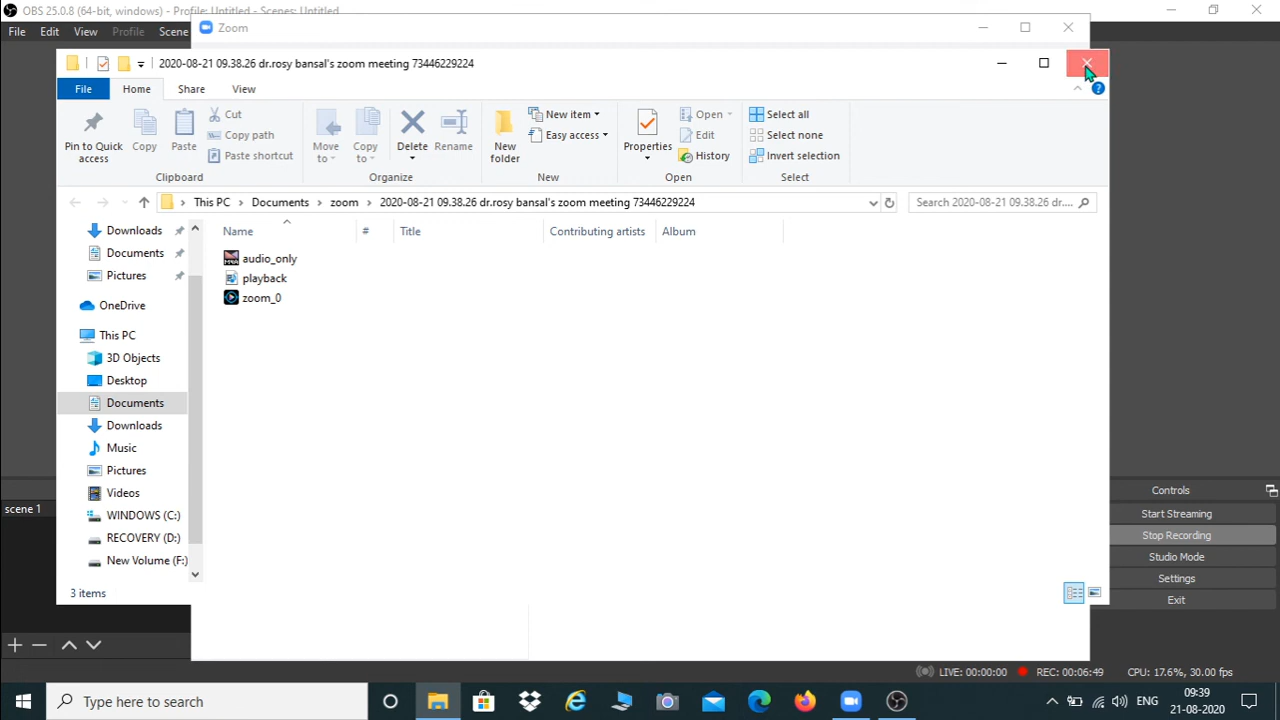 OBS 25.0.8 (64-bit, windows) - Profile: Untitled - Scenes: Untitled
File Edit View Profile Scene
Zoom
2020-08-21 09.38.26 dr.rosy bansal's zoom meeting 73446229224
File Home Share View
Pin to Quick access
Copy
Paste
Cut
Copy path
Paste shortcut
Clipboard
Move to
Copy to
Delete
Rename
Organize
New folder
New item
Easy access
New
Properties
Open
Edit
History
Open
Select all
Select none
Invert selection
Select
This PC > Documents > zoom > 2020-08-21 09.38.26 dr.rosy bansal's zoom meeting 73446229224
Search 2020-08-21 09.38.26 dr....
Name # Title Contributing artists Album
audio_only
playback
zoom_0
Downloads
Documents
Pictures
OneDrive
This PC
3D Objects
Desktop
Documents
Downloads
Music
Pictures
Videos
WINDOWS (C:)
RECOVERY (D:)
New Volume (F:)
3 items
scene 1
Controls
Start Streaming
Stop Recording
Studio Mode
Settings
Exit
LIVE: 00:00:00 REC: 00:06:49 CPU: 17.6%, 30.00 fps
Type here to search
ENG
09:39
21-08-2020